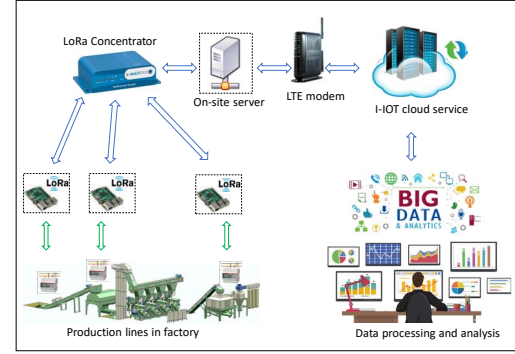 LoRa Concentrator
On-site server
LTE modem
I-IOT cloud service
LoRa
LoRa
LoRa
BIG
DATA
& ANALYTICS
Production lines in factory
Data processing and analysis